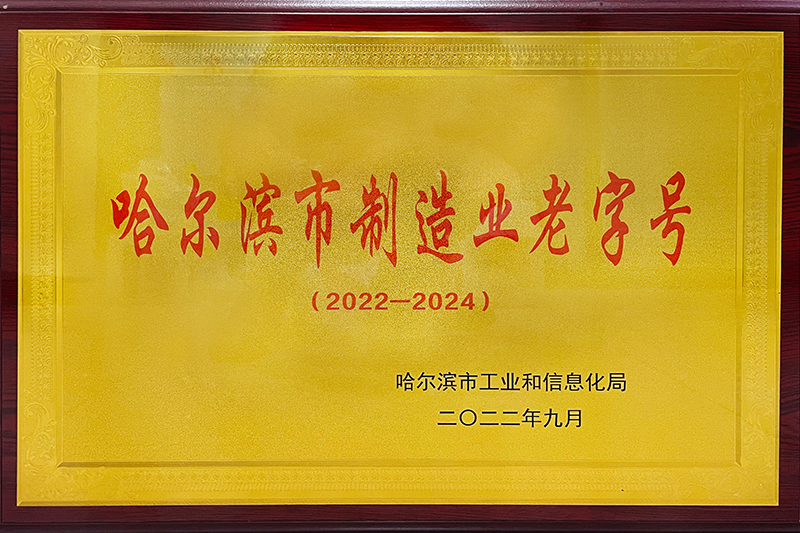 哈尔滨市制造业老字号
（2022—2024）
哈尔滨市工业和信息化局
二〇二二年九月